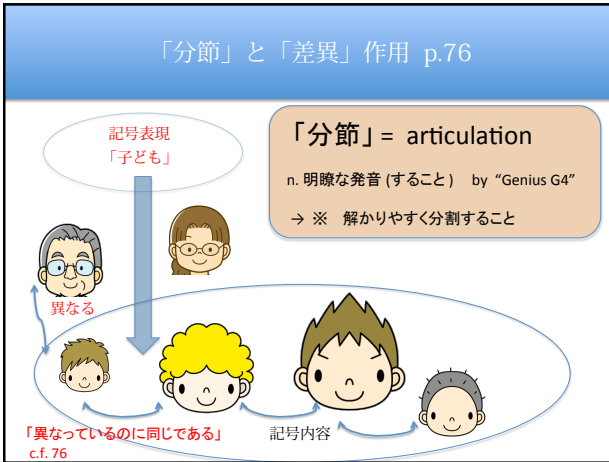 「分節」と「差異」作用 p.76
記号表現
「子ども」
「分節」= articulation
n. 明瞭な発音 (すること)　by “Genius G4”
→ ※　解かりやすく分割すること
異なる
「異なっているのに同じである」
c.f. 76
記号内容